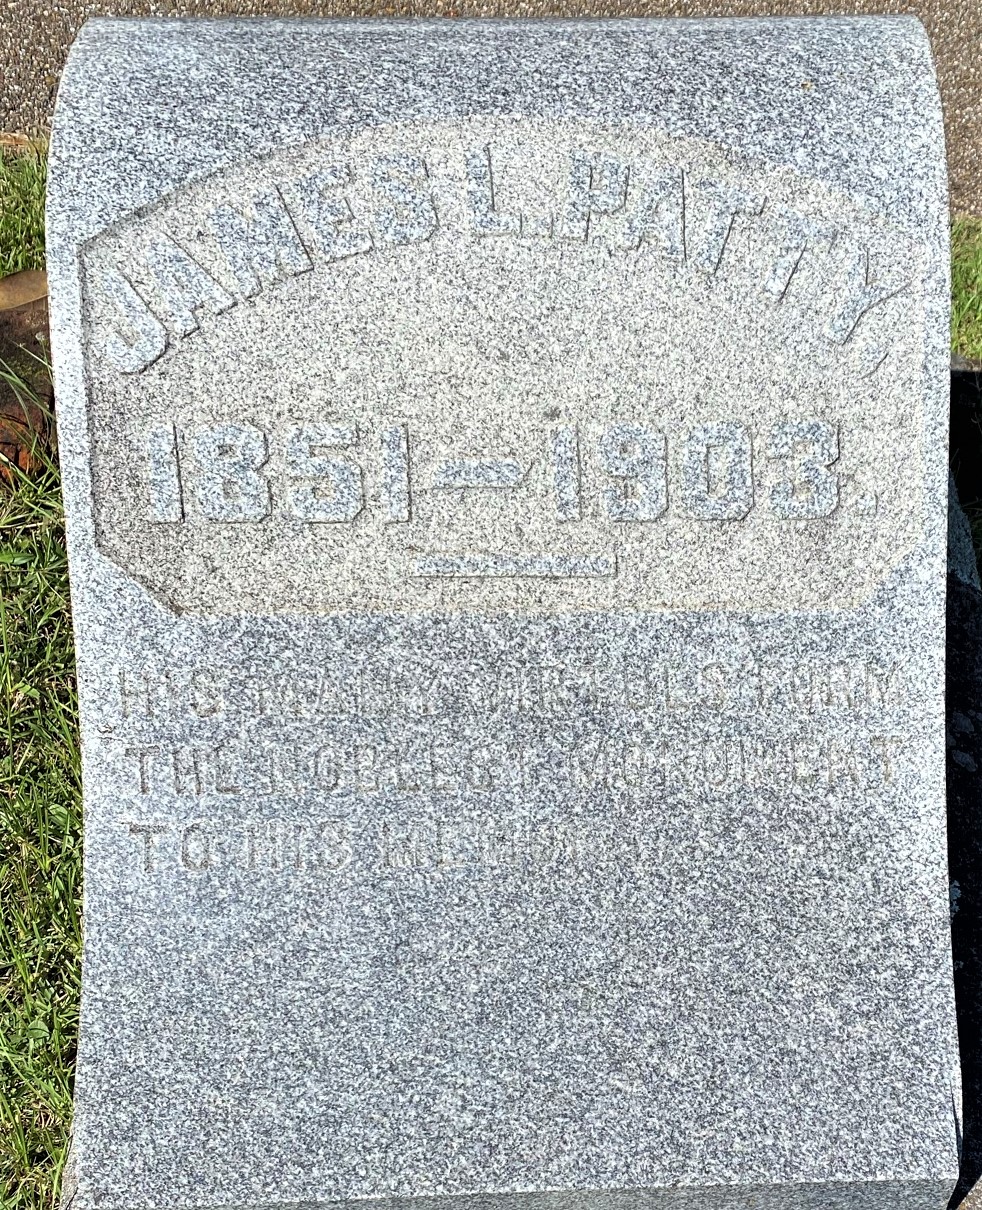 JAMES L. PATTY.
1851—1903.
HIS MANY VIRTUES FORM
THE NOBLEST MONUMENT
TO HIS MEMORY